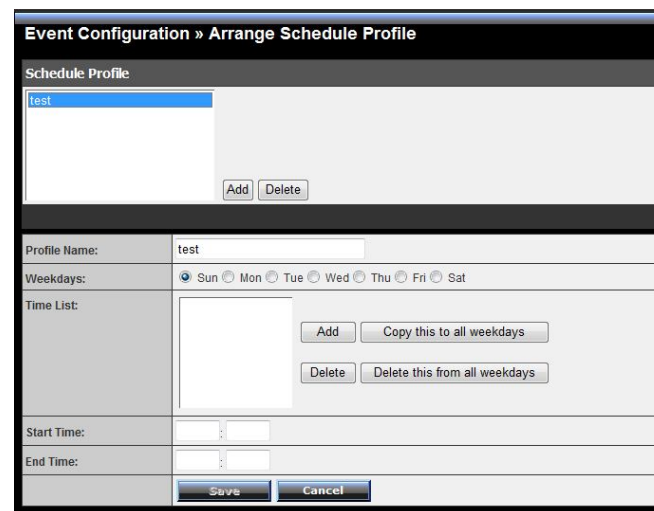 Event Configuration » Arrange Schedule Profile
Schedule Profile
test
Add Delete
Profile Name: test
Weekdays: Sun Mon Tue Wed Thu Fri Sat
Time List:
Add Copy this to all weekdays
Delete Delete this from all weekdays
Start Time: :
End Time: :
Save Cancel